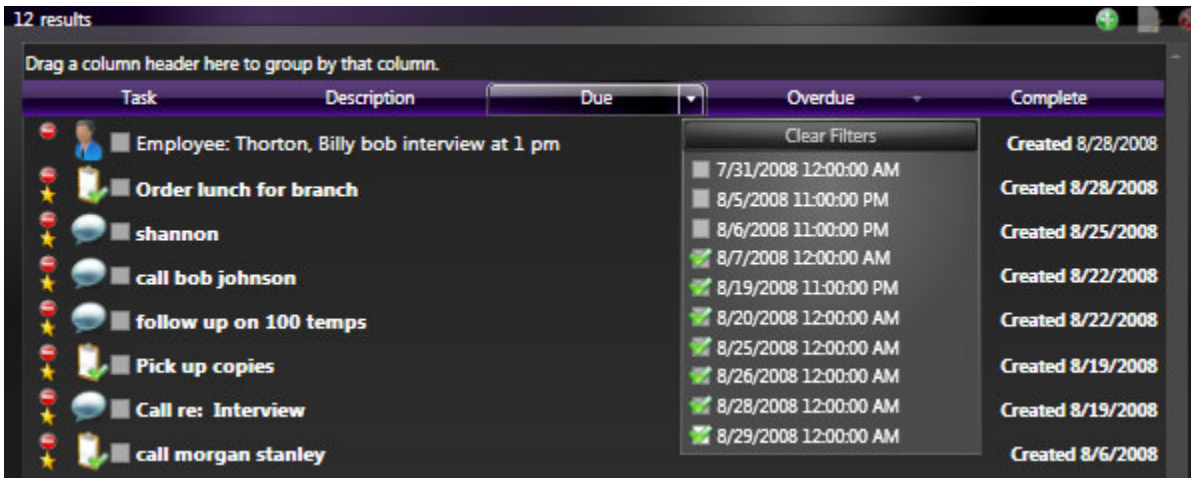 12 results
Drag a column header here to group by that column.
Task Description Due Overdue Complete
Clear Filters
Employee: Thorton, Billy bob interview at 1 pm Created 8/28/2008
7/31/2008 12:00:00 AM
Order lunch for branch Created 8/28/2008
8/5/2008 11:00:00 PM
shannon Created 8/25/2008
8/6/2008 11:00:00 PM
8/7/2008 12:00:00 AM
call bob johnson Created 8/22/2008
8/19/2008 11:00:00 PM
follow up on 100 temps Created 8/22/2008
8/20/2008 12:00:00 AM
8/25/2008 12:00:00 AM
Pick up copies Created 8/19/2008
8/26/2008 12:00:00 AM
Call re: Interview Created 8/19/2008
8/28/2008 12:00:00 AM
8/29/2008 12:00:00 AM
call morgan stanley Created 8/6/2008